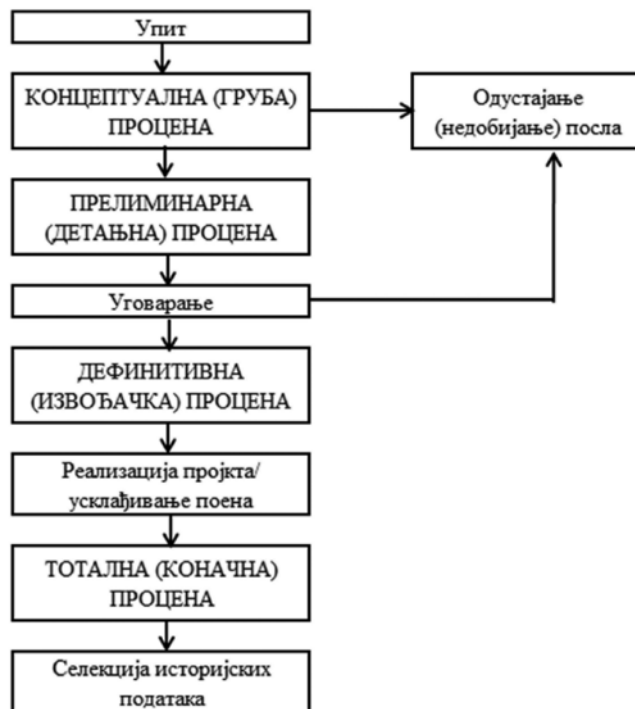 Упит
КОНЦЕПТУАЛНА (ГРУБА)
ПРОЦЕНА
Одустајање
(недобијање) посла
ПРЕЛИМИНАРНА
(ДЕТАЊНА) ПРОЦЕНА
Уговарање
ДЕФИНИТИВНА
(ИЗВОЂАЧКА) ПРОЦЕНА
Реализација пројкта/
усклађивање поена
ТОТАЛНА (КОНАЧНА)
ПРОЦЕНА
Селекција историјских
података